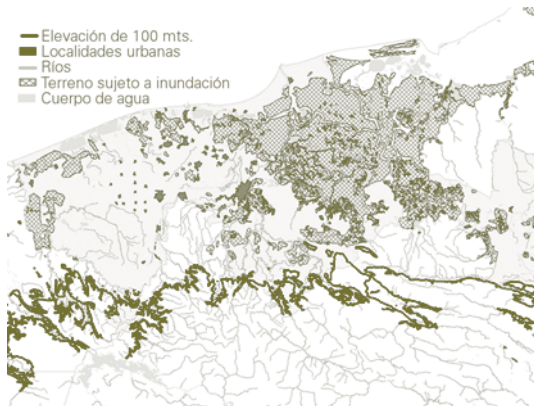 Elevación de 100 mts.
Localidades urbanas
Ríos
Terreno sujeto a inundación
Cuerpo de agua